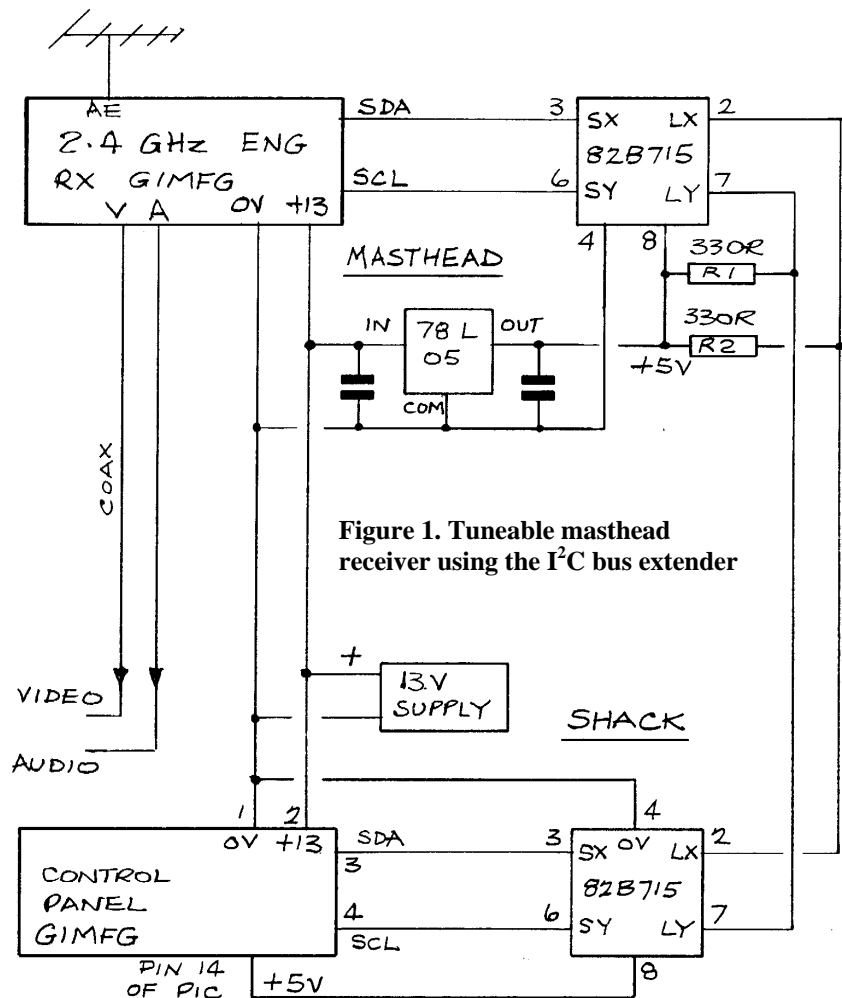 AE
2.4 GHz ENG
RX G1MFG
V A 0V +13
SDA
SCL
3 SX LX 2
82B715
6 SY LY 7
4 8
330R
R1
330R
R2
+5V
MASTHEAD
IN 78L OUT
05
COM
COAX
Figure 1. Tuneable masthead
receiver using the I²C bus extender
+
13.V
SUPPLY
SHACK
VIDEO
AUDIO
1 2
0V +13
CONTROL
PANEL
G1MFG
SDA
3
4
SCL
PIN 14
OF PIC
+5V
4
3 SX 0V LX 2
82B715
6 SY LY 7
8